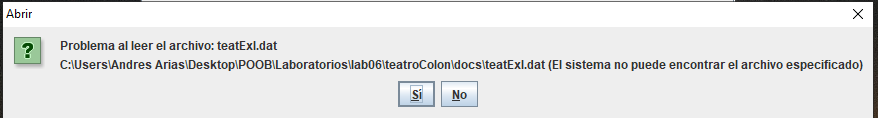 Abrir
Problema al leer el archivo: teatExl.dat
C:\Users\Andres Arias\Desktop\POOB\Laboratorios\lab06\teatroColon\docs\teatExl.dat (El sistema no puede encontrar el archivo especificado)
Sí No